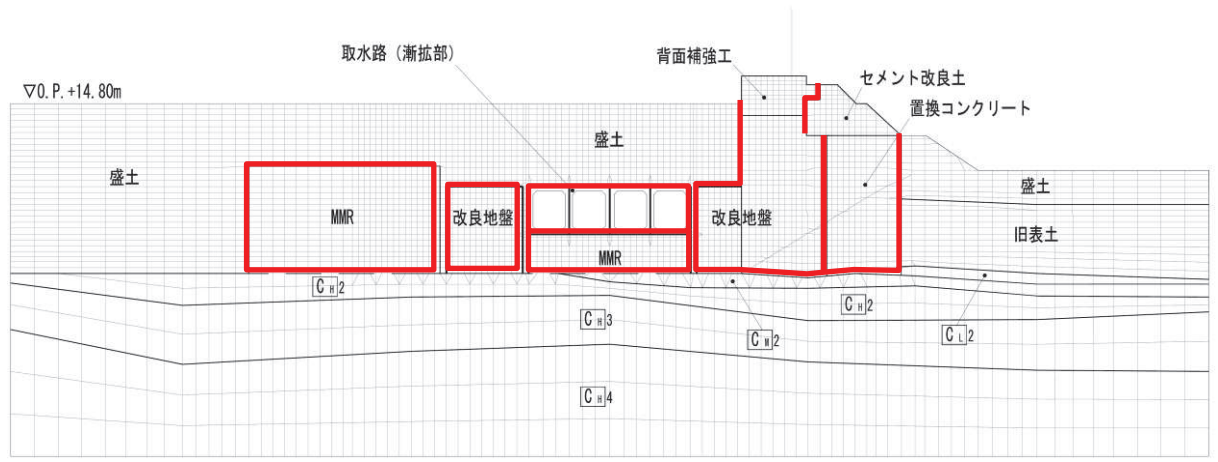 取水路（漸拡部）
背面補強工
セメント改良土
▽O.P.+14.80m
置換コンクリート
盛土
盛土
盛土
MMR
改良地盤
改良地盤
旧表土
MMR
CH2
CH2
CH3
CM2
CL2
CH4